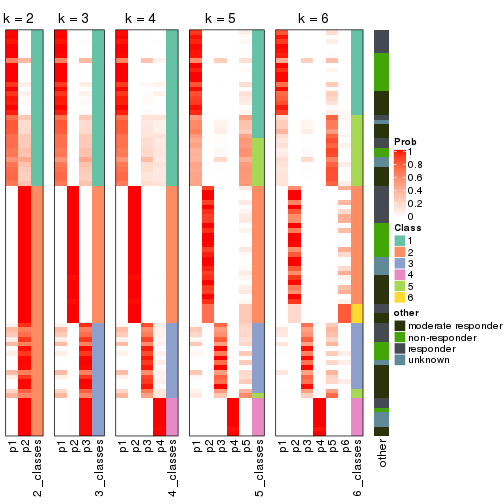 k = 2
k = 3
k = 4
k = 5
k = 6
Prob
1
0.8
0.6
0.4
0.2
0
Class
1
2
3
4
5
6
other
moderate responder
non-responder
responder
unknown
p1
p2
2_classes
p1
p2
p3
3_classes
p1
p2
p3
p4
4_classes
p1
p2
p3
p4
p5
5_classes
p1
p2
p3
p4
p5
p6
6_classes
other